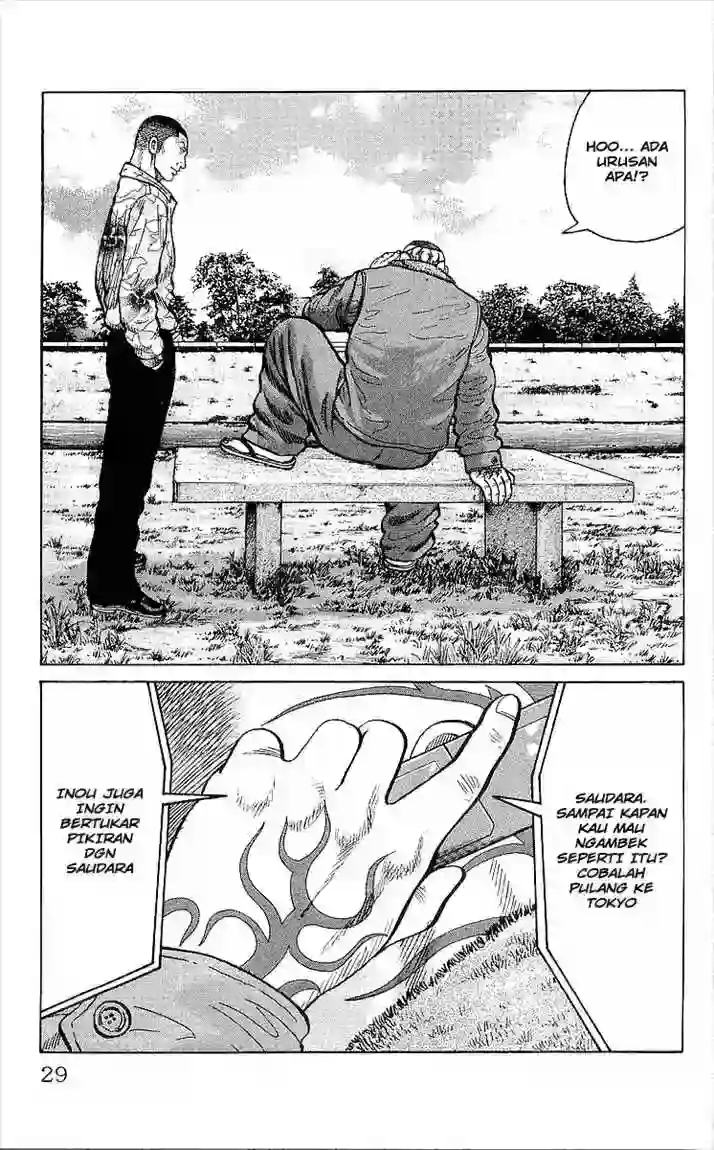 HOO... ADA
URUSAN
APA!?
SAUDARA.
SAMPAI KAPAN
KAU MAU
NGAMBEK
SEPERTI ITU?
COBALAH
PULANG KE
TOKYO
INOU JUGA
INGIN
BERTUKAR
PIKIRAN
DGN
SAUDARA
29